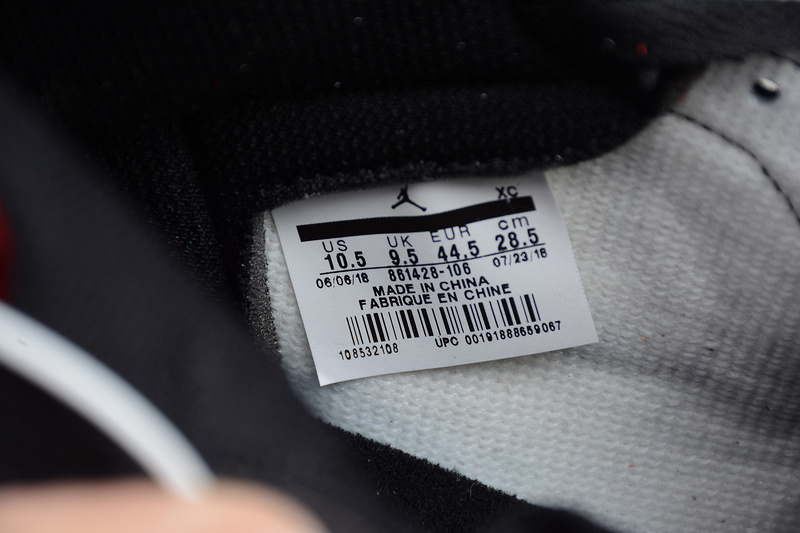 XC
US UK EUR cm
10.5 9.5 44.5 28.5
06/06/18 861428-106 07/23/18
MADE IN CHINA
FABRIQUE EN CHINE
108532108 UPC 00191888659067